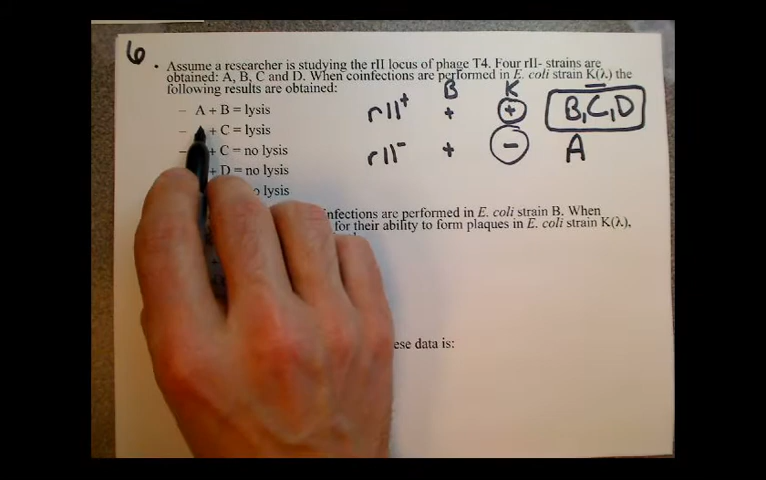 6
• Assume a researcher is studying the rII locus of phage T4. Four rII- strains are
obtained: A, B, C and D. When coinfections are performed in E. coli strain K(λ) the
following results are obtained:
B K
– A + B = lysis rII⁺ + + B, C, D
– + C = lysis
– + C = no lysis rII⁻ + − A
+ D = no lysis
lysis
infections are performed in E. coli strain B. When
for their ability to form plaques in E. coli strain K(λ),
ese data is: